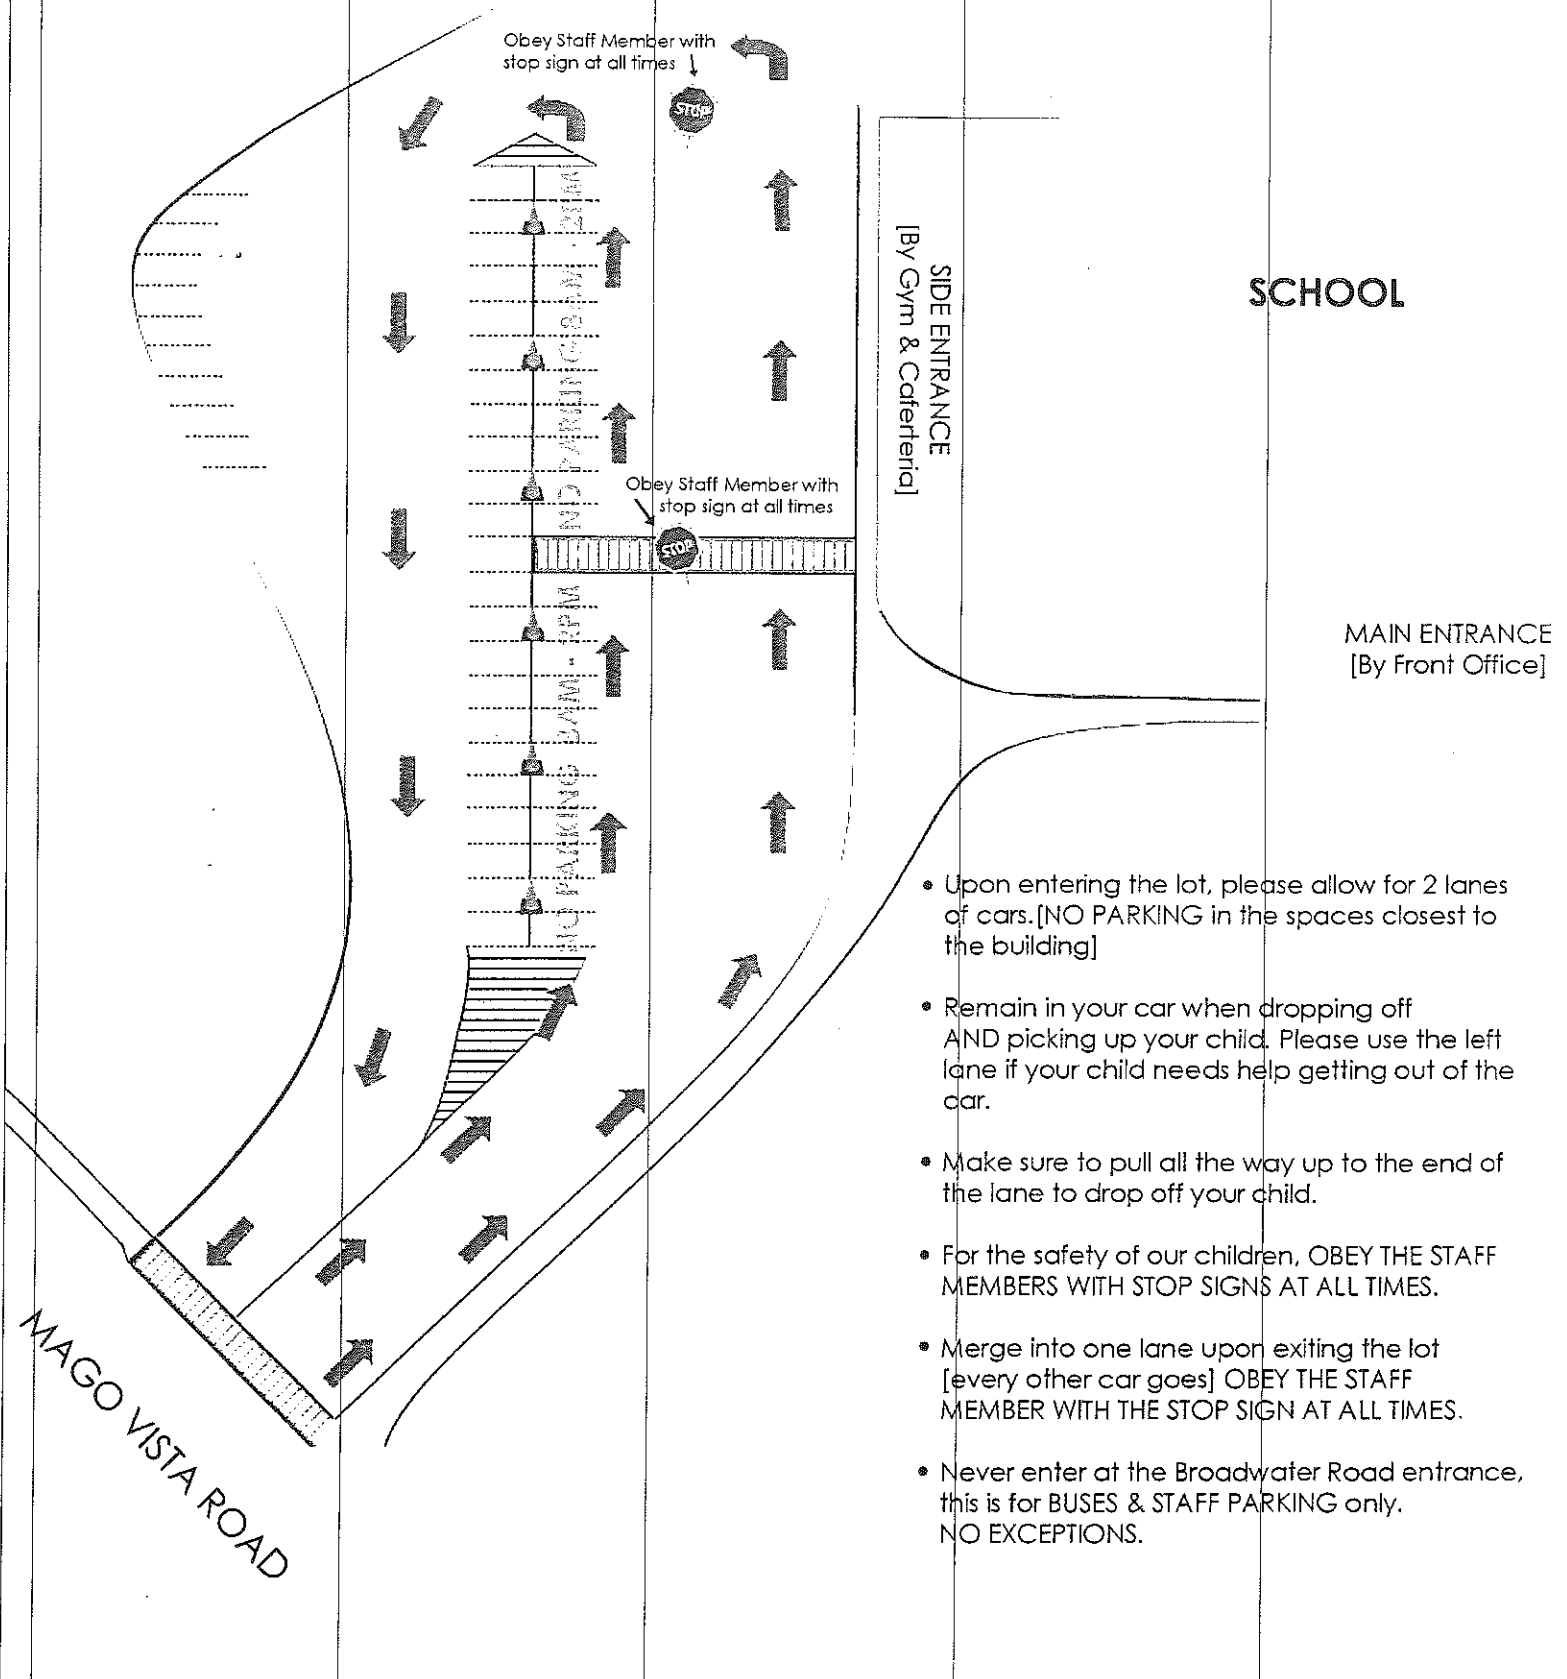 Obey Staff Member with
stop sign at all times
STOP
SIDE ENTRANCE
[By Gym & Caferteria]
SCHOOL
Obey Staff Member with
stop sign at all times
STOP
MAIN ENTRANCE
[By Front Office]
NO PARKING 8AM -
NO PARKING 8AM -
• Upon entering the lot, please allow for 2 lanes
of cars.[NO PARKING in the spaces closest to
the building]
• Remain in your car when dropping off
AND picking up your child. Please use the left
lane if your child needs help getting out of the
car.
• Make sure to pull all the way up to the end of
the lane to drop off your child.
• For the safety of our children, OBEY THE STAFF
MEMBERS WITH STOP SIGNS AT ALL TIMES.
• Merge into one lane upon exiting the lot
[every other car goes] OBEY THE STAFF
MEMBER WITH THE STOP SIGN AT ALL TIMES.
• Never enter at the Broadwater Road entrance,
this is for BUSES & STAFF PARKING only.
NO EXCEPTIONS.
MAGO VISTA ROAD